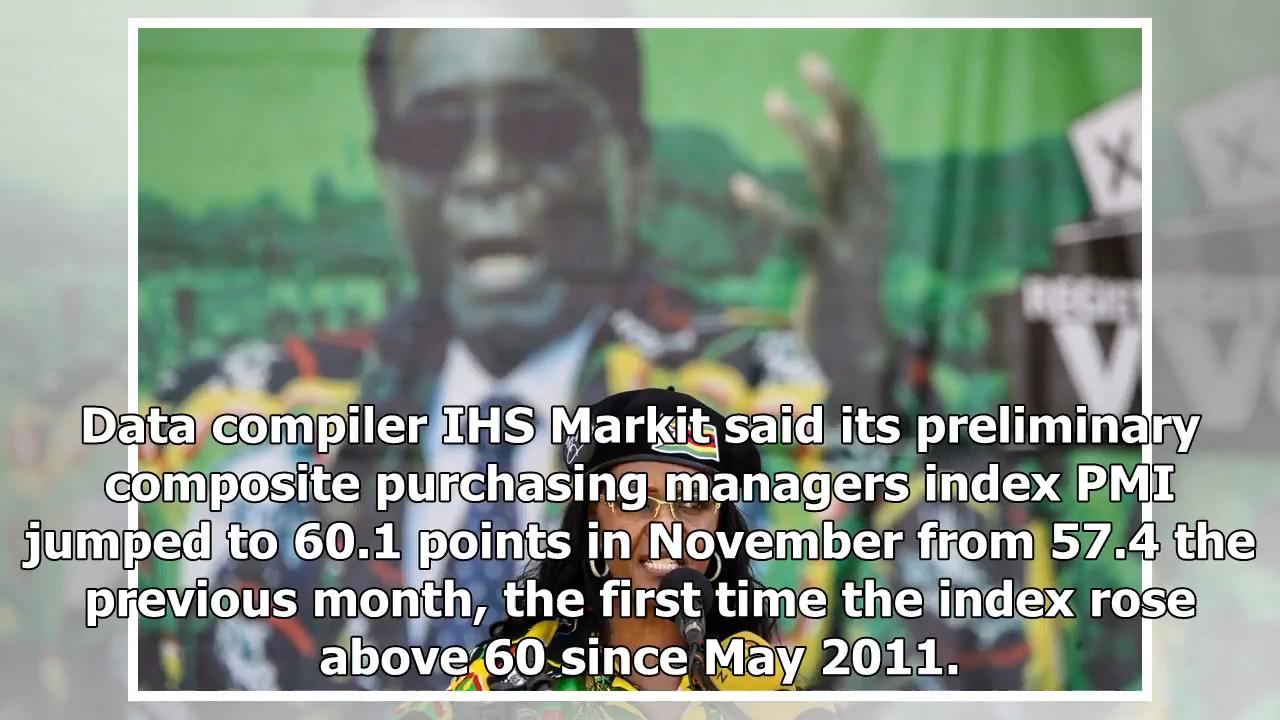 Data compiler IHS Markit said its preliminary
composite purchasing managers index PMI
jumped to 60.1 points in November from 57.4 the
previous month, the first time the index rose
above 60 since May 2011.
X